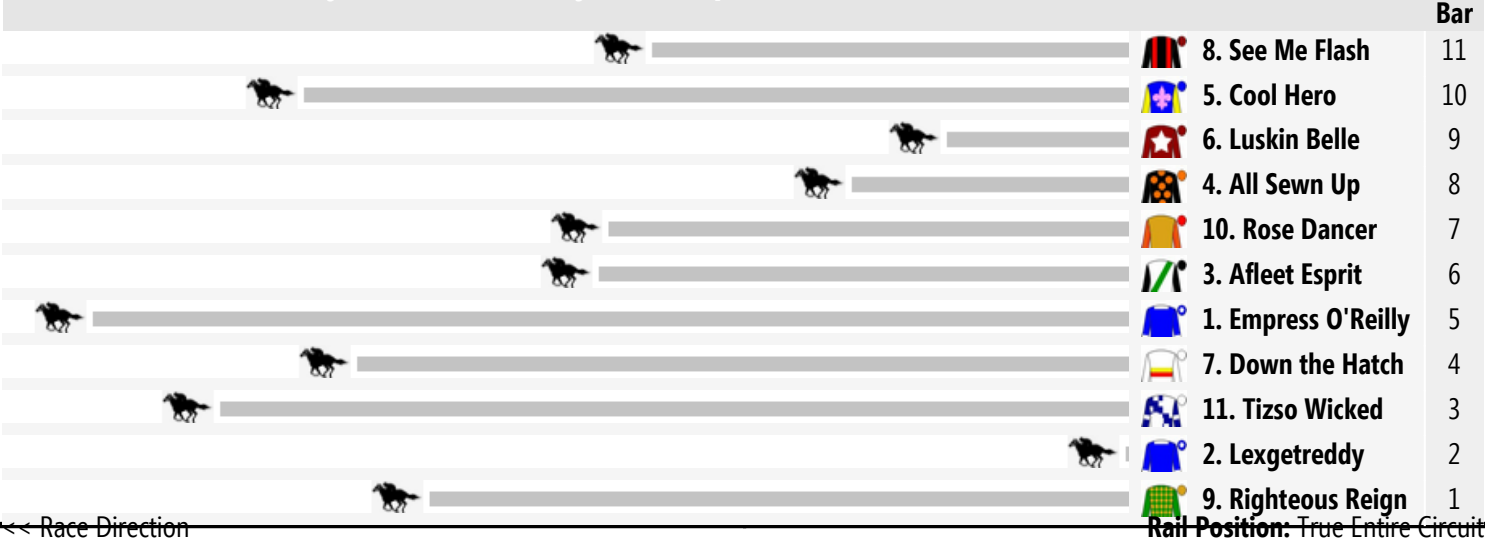 Bar
8. See Me Flash 11
5. Cool Hero 10
6. Luskin Belle 9
4. All Sewn Up 8
10. Rose Dancer 7
3. Afleet Esprit 6
1. Empress O'Reilly 5
7. Down the Hatch 4
11. Tizso Wicked 3
2. Lexgetreddy 2
9. Righteous Reign 1
<< Race Direction Rail Position: True Entire Circuit